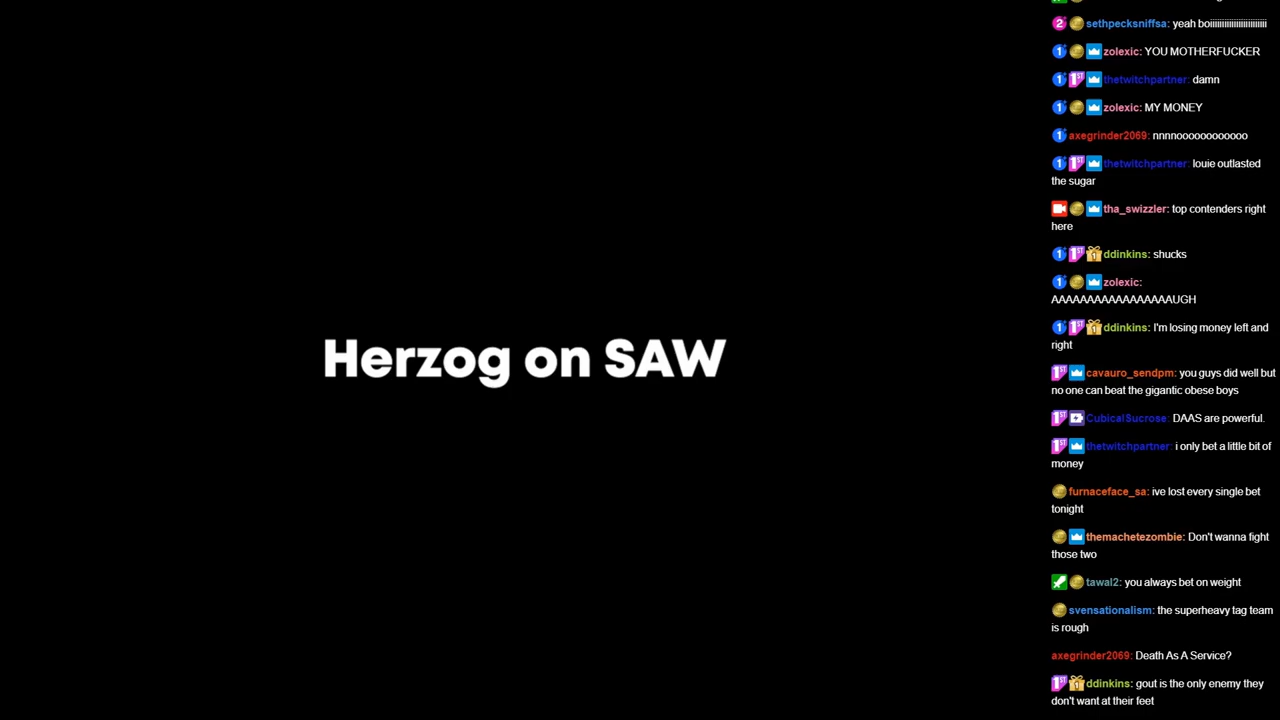 sethpecksniffsa: yeah boiiiiiiiiiiiiiiiiiiiiiiiii
zolexic: YOU MOTHERFUCKER
thetwitchpartner: damn
zolexic: MY MONEY
axegrinder2069: nnnnoooooooooooo
thetwitchpartner: louie outlasted
the sugar
tha_swizzler: top contenders right
here
ddinkins: shucks
zolexic:
AAAAAAAAAAAAAAAAAUGH
ddinkins: I'm losing money left and
right
Herzog on SAW
cavauro_sendpm: you guys did well but
no one can beat the gigantic obese boys
CubicalSucrose: DAAS are powerful.
thetwitchpartner: i only bet a little bit of
money
furnaceface_sa: ive lost every single bet
tonight
themachetezombie: Don't wanna fight
those two
tawal2: you always bet on weight
svensationalism: the superheavy tag team
is rough
axegrinder2069: Death As A Service?
ddinkins: gout is the only enemy they
don't want at their feet